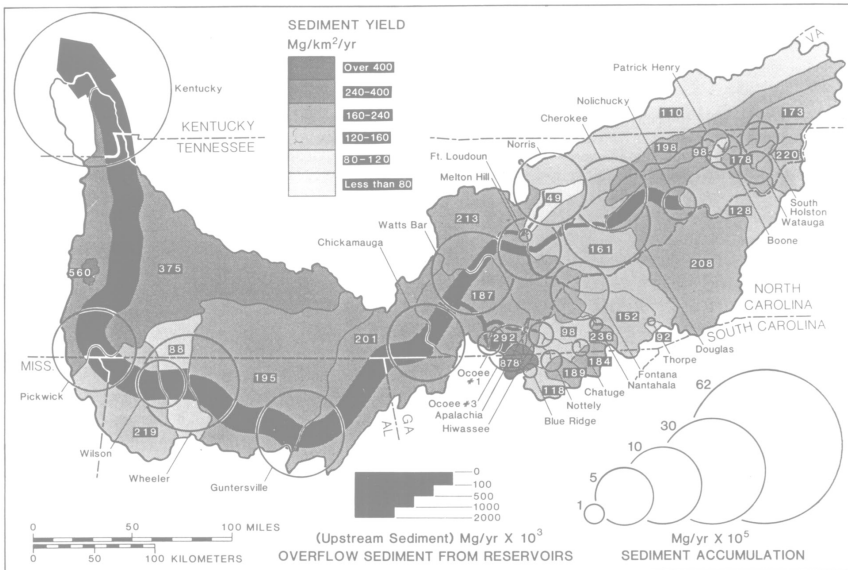 SEDIMENT YIELD
Mg/km²/yr
Over 400
240-400
160-240
120-160
80-120
Less than 80
Kentucky
KENTUCKY
TENNESSEE
VA
Patrick Henry
Nolichucky
Cherokee
Norris
Ft. Loudoun
Melton Hill
Watts Bar
Chickamauga
110
173
198
98
178
220
49
213
128
South
Holston
Watauga
Boone
161
208
560
375
187
152
NORTH
CAROLINA
SOUTH CAROLINA
201
88
292
98
236
92
Douglas
Thorpe
Fontana
Nantahala
MISS.
195
878
184
189
118
Pickwick
Ocoee
#1
Ocoee #3
Apalachia
Hiwassee
Chatuge
Nottely
Blue Ridge
219
GA
AL
Wilson
Wheeler
Guntersville
62
30
10
5
1
0
100
500
1000
2000
0 50 100 MILES
0 50 100 KILOMETERS
(Upstream Sediment) Mg/yr X 10³
OVERFLOW SEDIMENT FROM RESERVOIRS
Mg/yr X 10⁵
SEDIMENT ACCUMULATION